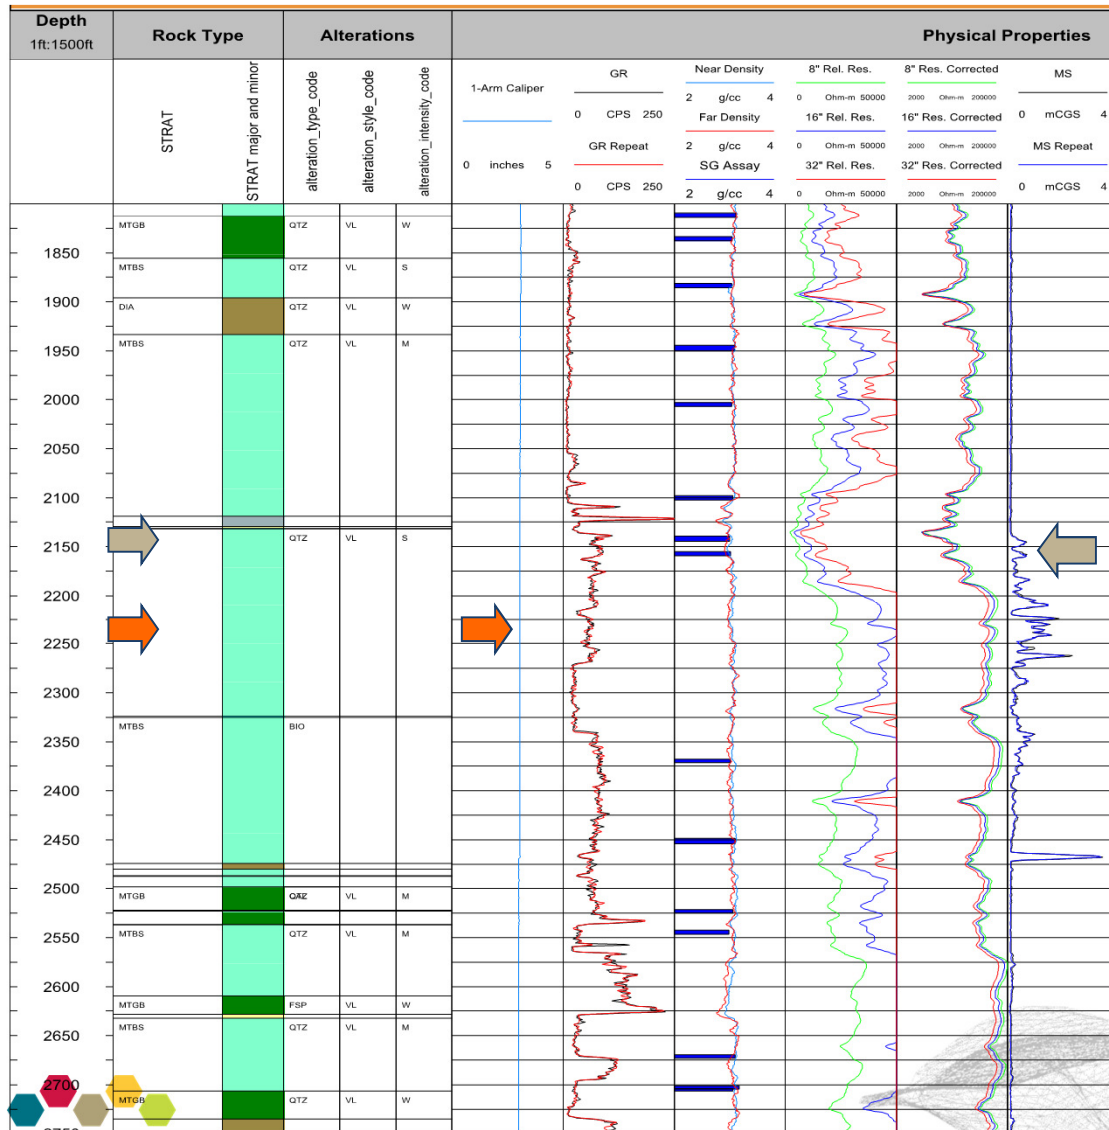 Depth
1ft:1500ft
Rock Type
Alterations
Physical Properties
STRAT
STRAT major and minor
alteration_type_code
alteration_style_code
alteration_intensity_code
1-Arm Caliper
0 inches 5
GR
0 CPS 250
GR Repeat
0 CPS 250
Near Density
2 g/cc 4
Far Density
2 g/cc 4
SG Assay
2 g/cc 4
8" Rel. Res.
0 Ohm-m 50000
16" Rel. Res.
0 Ohm-m 50000
32" Rel. Res.
0 Ohm-m 50000
8" Res. Corrected
2000 Ohm-m 200000
16" Res. Corrected
2000 Ohm-m 200000
32" Res. Corrected
2000 Ohm-m 200000
MS
0 mCGS 4
MS Repeat
0 mCGS 4
MTGB QTZ VL W
1850
MTBS QTZ VL S
1900
DIA QTZ VL W
MTBS QTZ VL M
1950
2000
2050
2100
QTZ VL S
2150
2200
2250
2300
MTBS BIO
2350
2400
2450
2500
MTGB VL M
2550
MTBS QTZ VL M
2600
MTGB FSP VL W
MTBS QTZ VL M
2650
2700
MTGB QTZ VL W